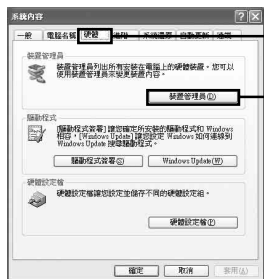 系統內容
一般 電腦名稱 硬體 進階 系統還原 自動更新 遠端
裝置管理員
裝置管理員列出所有安裝在電腦上的硬體裝置。您可以
使用裝置管理員來變更裝置內容。
裝置管理員(D)
驅動程式
[驅動程式簽署] 讓您確定所安裝的驅動程式和 Windows
相容。[Windows Update] 讓您設定 Windows 如何連線到
Windows Update 搜尋驅動程式。
驅動程式簽署(S) Windows Update(W)
硬體設定檔
硬體設定檔讓您設定並儲存不同的硬體設定組。
硬體設定檔(P)
確定 取消 套用(A)